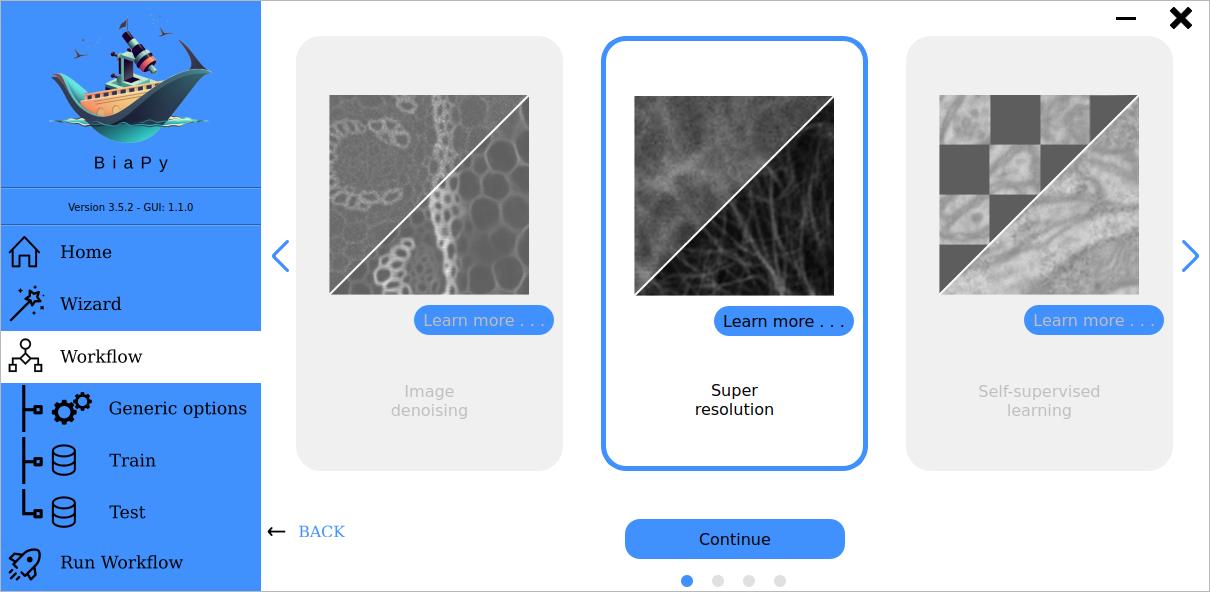 BiaPy
Version 3.5.2 - GUI: 1.1.0
Home
Wizard
Workflow
Generic options
Train
Test
Run Workflow
Learn more . . .
Image
denoising
Learn more . . .
Super
resolution
Learn more . . .
Self-supervised
learning
BACK
Continue